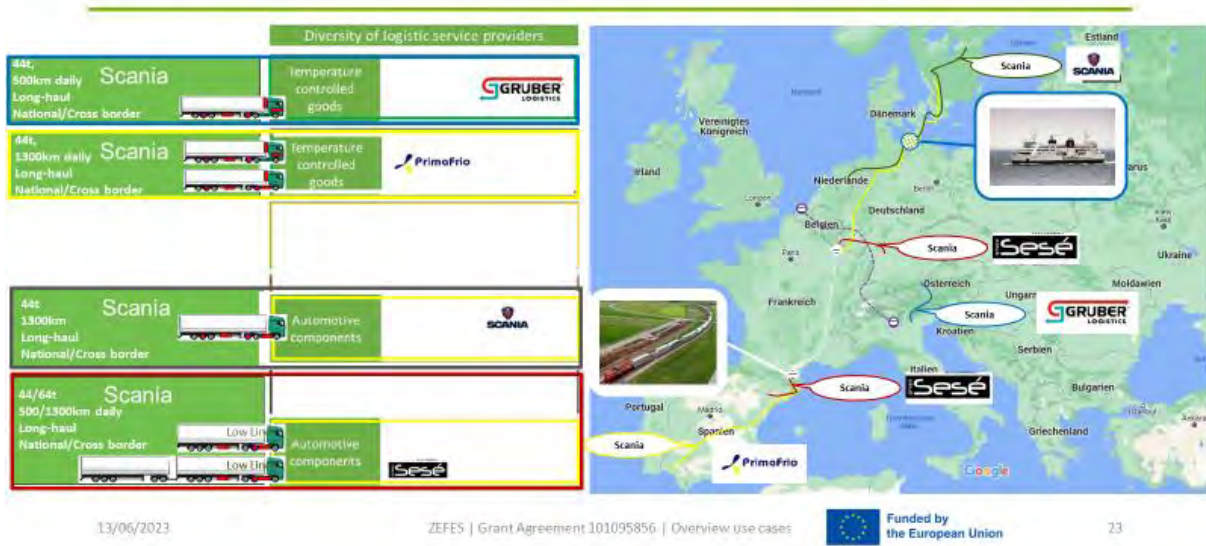 Diversity of logistic service providers
44t,
500km daily
Long-haul
National/Cross border
Scania
Temperature
controlled
goods
GRUBER
LOGISTICS
44t,
1300km daily
Long-haul
National/Cross border
Scania
Temperature
controlled
goods
PrimaFrio
44t
1300km
Long-haul
National/Cross border
Scania
Automotive
components
SCANIA
44/64t
500/1300km daily
Long-haul
National/Cross border
Scania
Low Lin
Low Lin
Automotive
components
Sesé
Estland
Scania
SCANIA
Dänemark
Vereinigtes
Königreich
Irland
Niederlande
London
Berlin
Belgien
Deutschland
Paris
Scania
Sesé
Ukraine
Österreich
Ungarn
Moldawien
Frankreich
Scania
GRUBER
LOGISTICS
Kroatien
Serbien
Italien
Scania
Sesé
Bulgarien
Portugal
Madrid
Spanien
Istanbul
Ankara
Griechenland
Scania
PrimaFrio
Google
13/06/2023
ZEFES | Grant Agreement 101095856 | Overview use cases
Funded by
the European Union
23